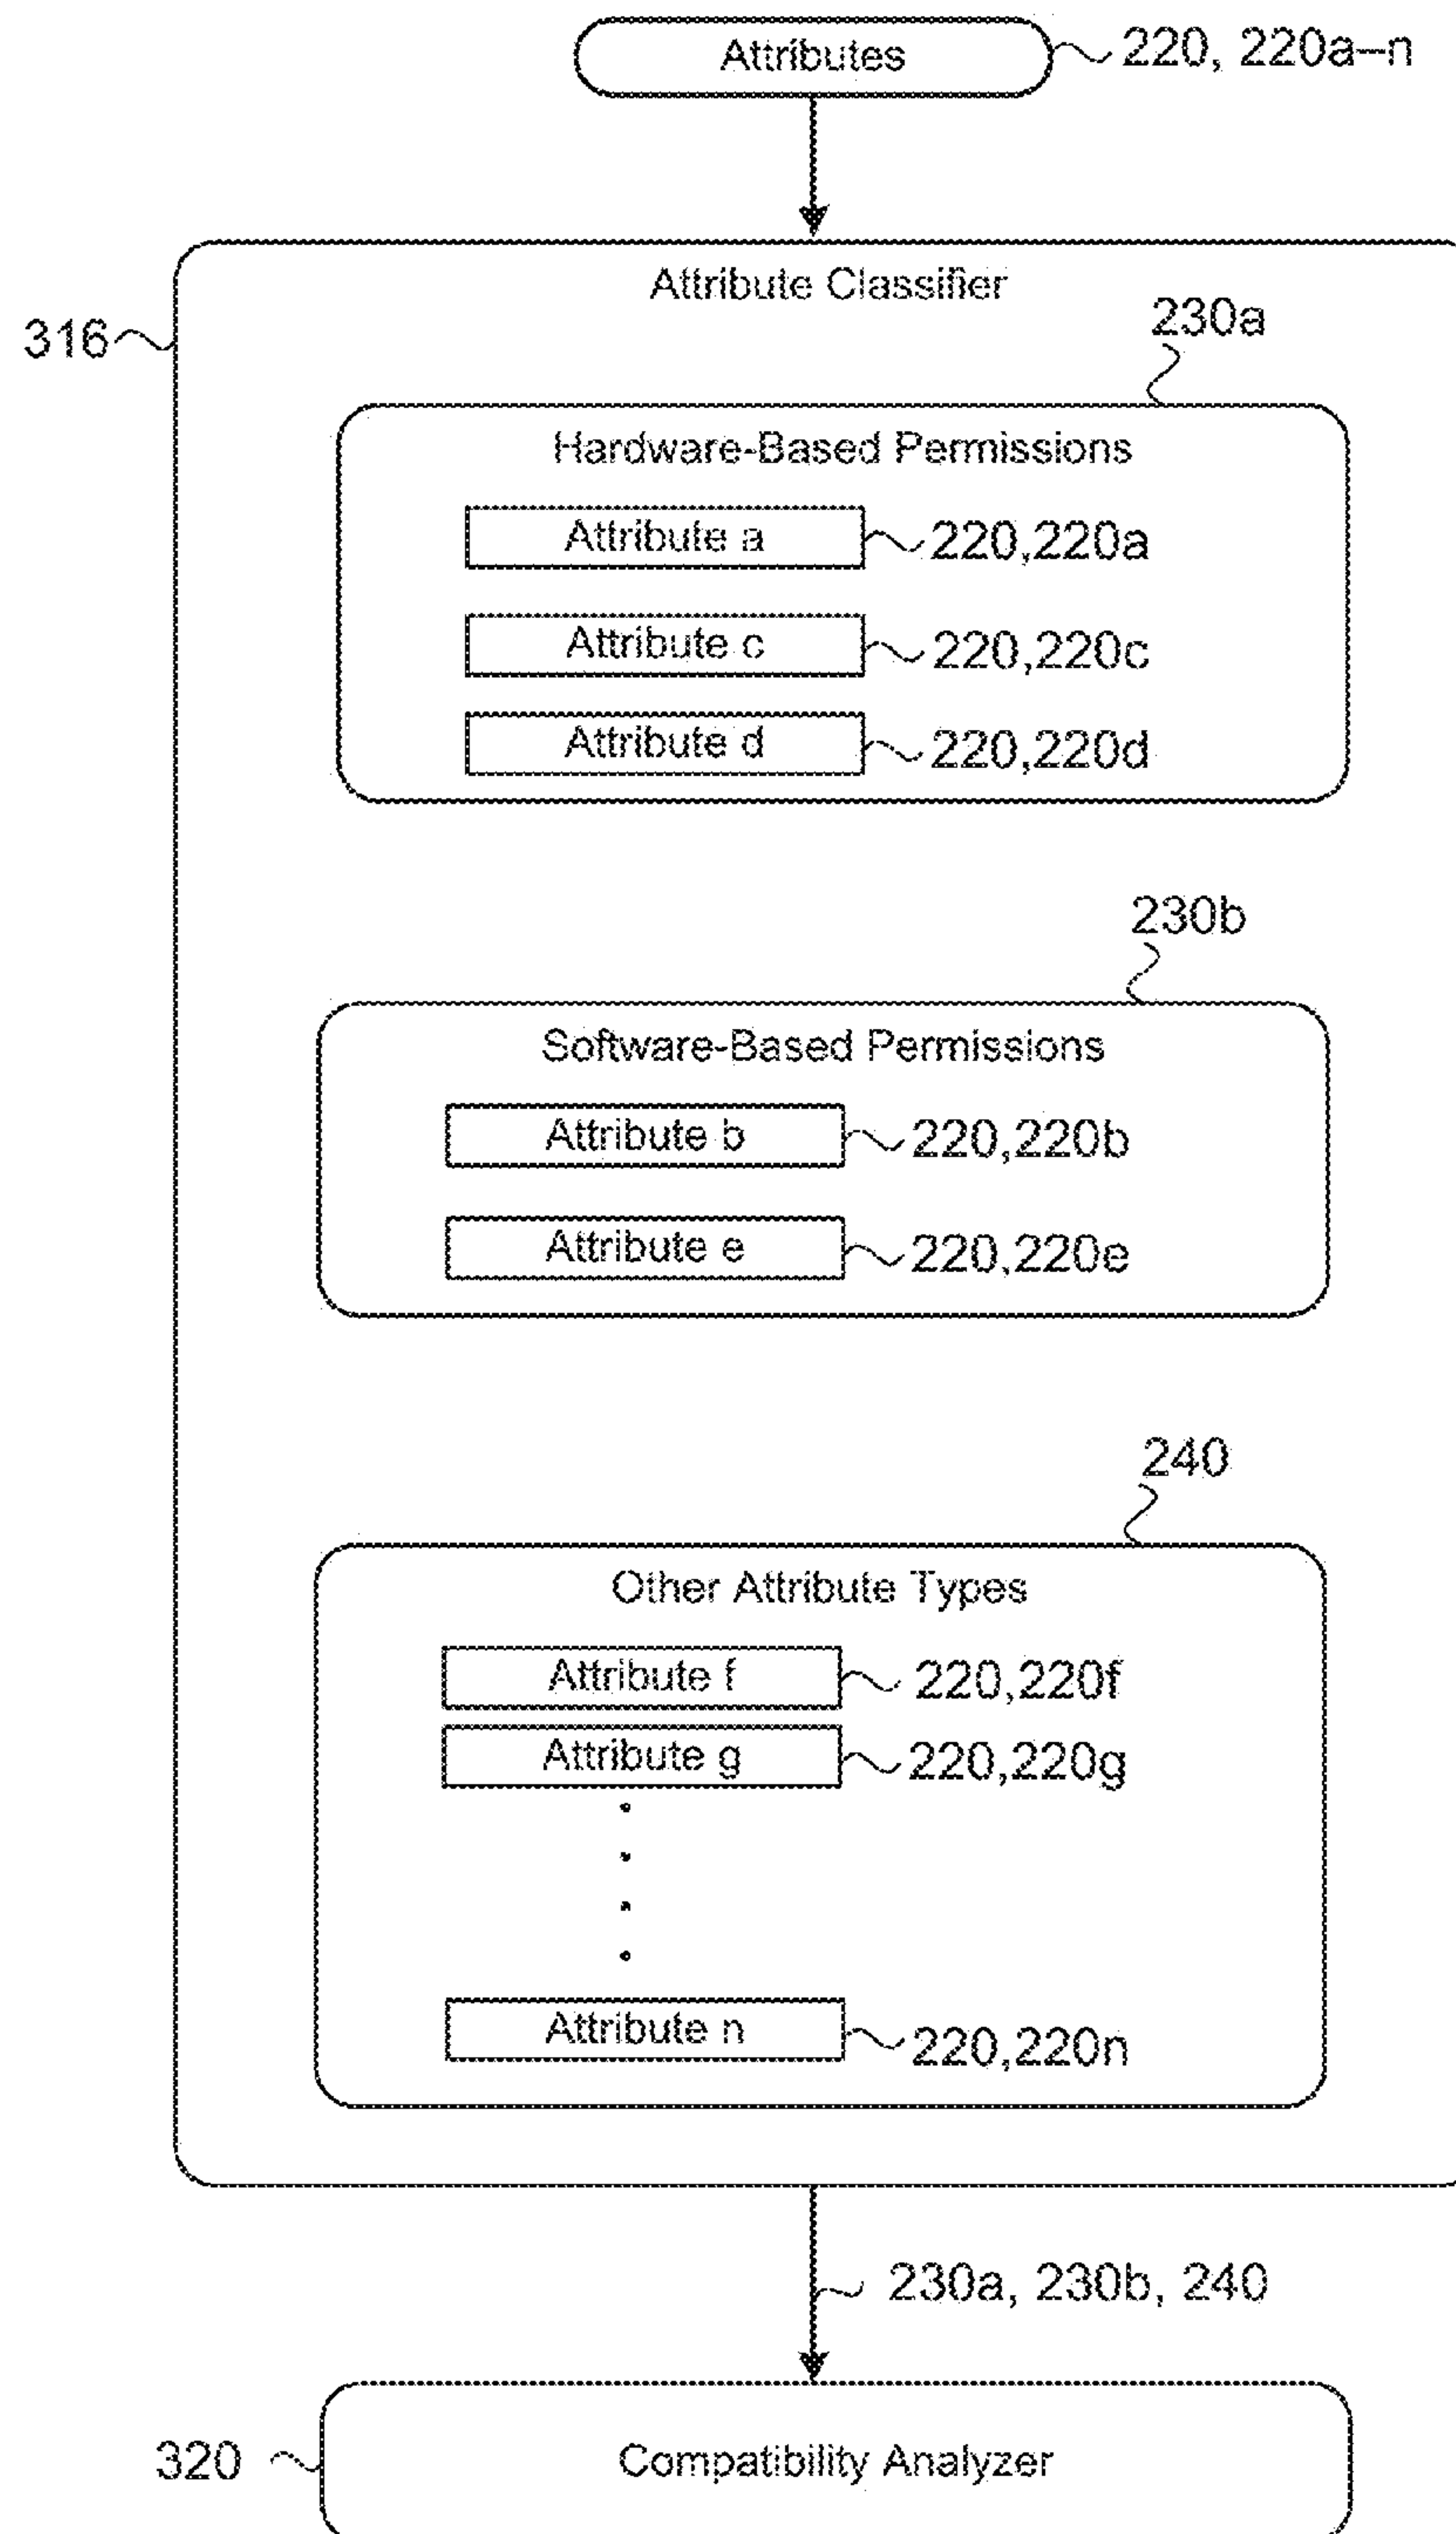 Attributes 220, 220a–n
Attribute Classifier
316
230a
Hardware-Based Permissions
Attribute a 220,220a
Attribute c 220,220c
Attribute d 220,220d
230b
Software-Based Permissions
Attribute b 220,220b
Attribute e 220,220e
240
Other Attribute Types
Attribute f 220,220f
Attribute g 220,220g
Attribute n 220,220n
230a, 230b, 240
320 Compatibility Analyzer